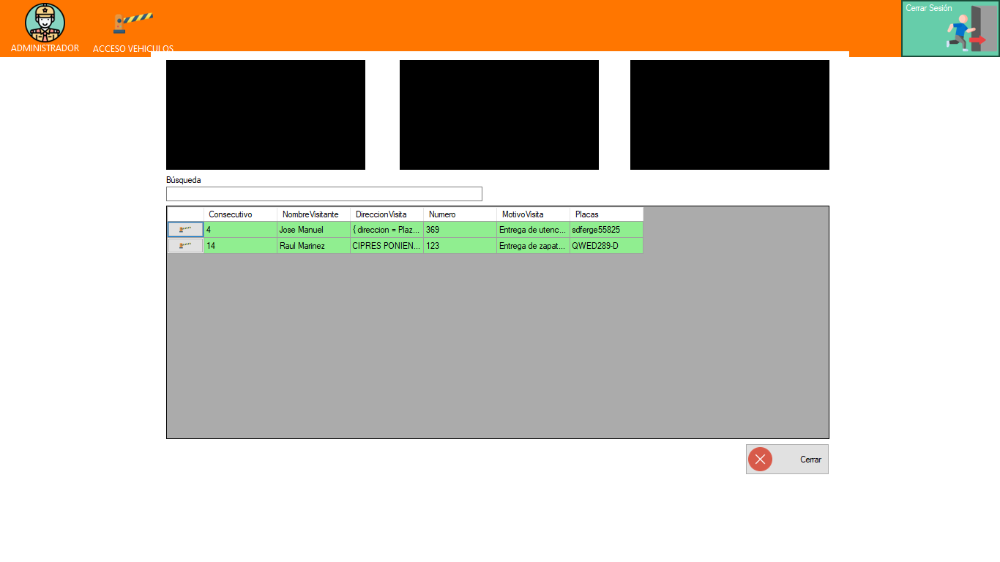 Cerrar Sesión
ADMINISTRADOR ACCESO VEHICULOS
Búsqueda
Consecutivo NombreVisitante DireccionVisita Numero MotivoVisita Placas
4 Jose Manuel { direccion = Plaz... 369 Entrega de utenc... sdferge55825
14 Raul Marinez CIPRES PONIEN... 123 Entrega de zapat... QWED289-D
Cerrar